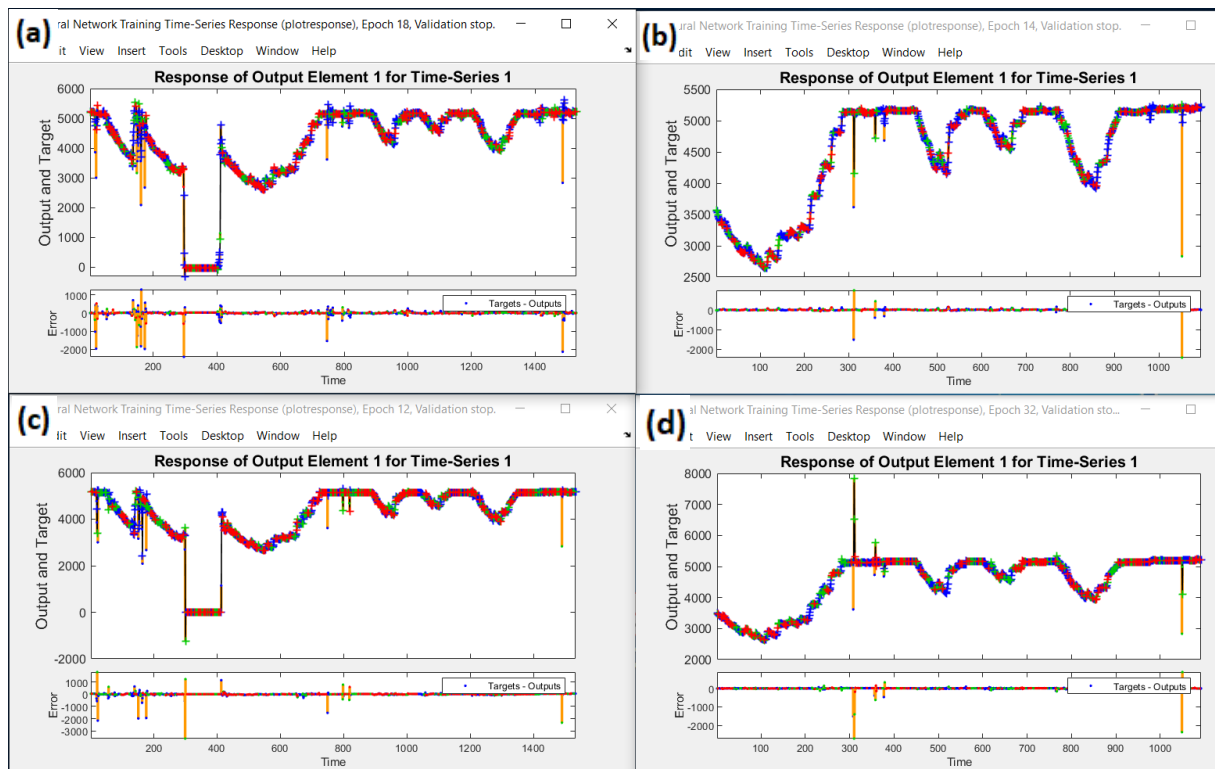 (a)
ural Network Training Time-Series Response (plotresponse), Epoch 18, Validation stop.
dit View Insert Tools Desktop Window Help
Response of Output Element 1 for Time-Series 1
Output and Target
6000
5000
4000
3000
2000
1000
0
Error
1000
0
-1000
-2000
Targets - Outputs
200 400 600 800 1000 1200 1400
Time
(b)
ural Network Training Time-Series Response (plotresponse), Epoch 14, Validation stop.
dit View Insert Tools Desktop Window Help
Response of Output Element 1 for Time-Series 1
Output and Target
5500
5000
4500
4000
3500
3000
2500
Error
0
-1000
-2000
Targets - Outputs
100 200 300 400 500 600 700 800 900 1000
Time
(c)
ural Network Training Time-Series Response (plotresponse), Epoch 12, Validation stop.
dit View Insert Tools Desktop Window Help
Response of Output Element 1 for Time-Series 1
Output and Target
6000
4000
2000
0
-2000
Error
1000
0
-1000
-2000
-3000
Targets - Outputs
200 400 600 800 1000 1200 1400
Time
(d)
ural Network Training Time-Series Response (plotresponse), Epoch 32, Validation sto...
dit View Insert Tools Desktop Window Help
Response of Output Element 1 for Time-Series 1
Output and Target
8000
7000
6000
5000
4000
3000
2000
Error
0
-1000
-2000
Targets - Outputs
100 200 300 400 500 600 700 800 900 1000
Time